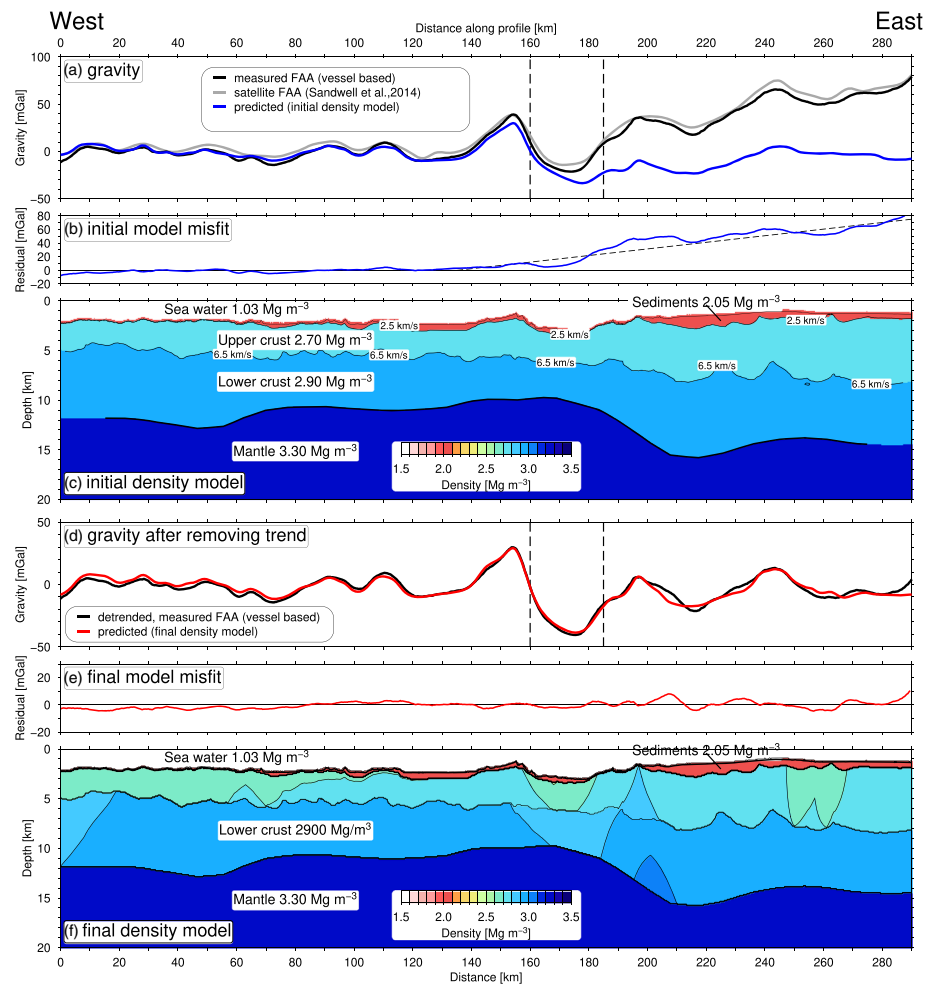 West
East
Distance along profile [km]
0 20 40 60 80 100 120 140 160 180 200 220 240 260 280
(a) gravity
measured FAA (vessel based)
satellite FAA (Sandwell et al.,2014)
predicted (initial density model)
Gravity [mGal]
100
50
0
−50
(b) initial model misfit
Residual [mGal]
80
60
40
20
0
−20
Sea water 1.03 Mg m−3
Sediments 2.05 Mg m−3
2.5 km/s
2.5 km/s
2.5 km/s
Upper crust 2.70 Mg m−3
6.5 km/s
6.5 km/s
6.5 km/s
6.5 km/s
6.5 km/s
Lower crust 2.90 Mg m−3
Mantle 3.30 Mg m−3
1.5 2.0 2.5 3.0 3.5
Density [Mg m−3]
(c) initial density model
Depth [km]
0
5
10
15
20
(d) gravity after removing trend
detrended, measured FAA (vessel based)
predicted (final density model)
Gravity [mGal]
50
0
−50
(e) final model misfit
Residual [mGal]
20
0
−20
Sea water 1.03 Mg m−3
Sediments 2.05 Mg m−3
Lower crust 2900 Mg/m3
Mantle 3.30 Mg m−3
1.5 2.0 2.5 3.0 3.5
Density [Mg m−3]
(f) final density model
Depth [km]
0
5
10
15
20
0 20 40 60 80 100 120 140 160 180 200 220 240 260 280
Distance [km]